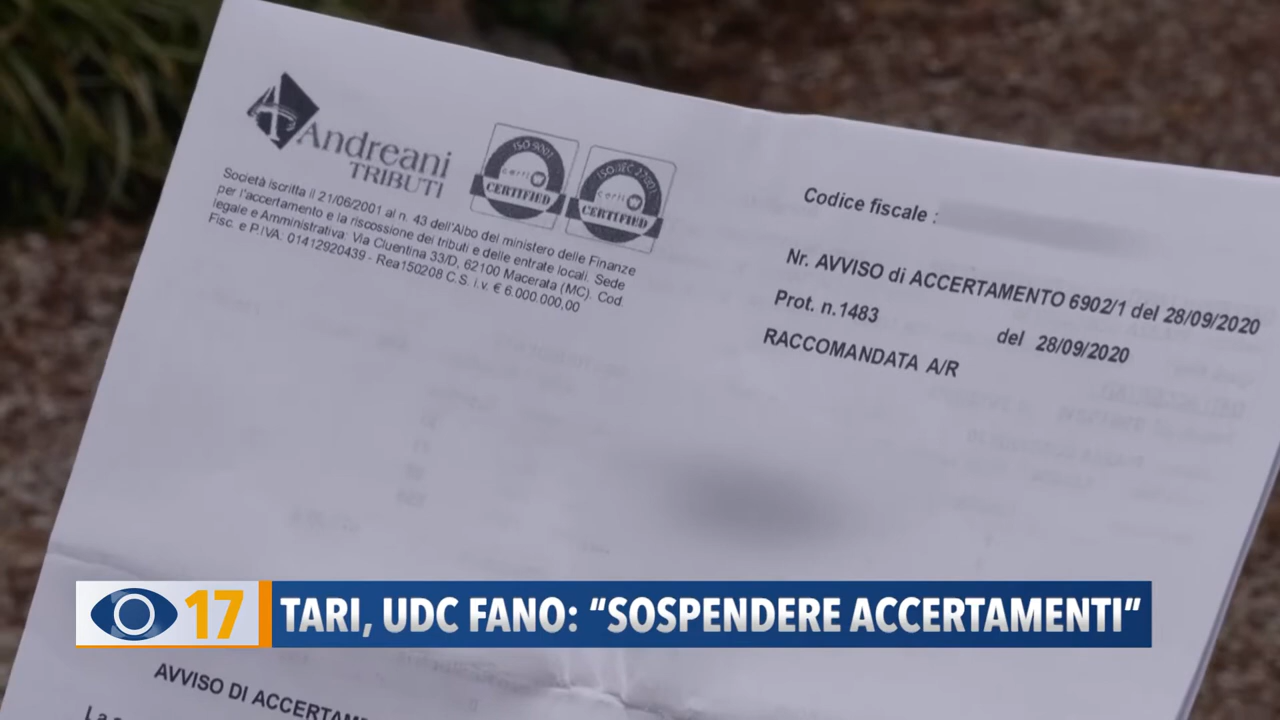 Andreani
TRIBUTI
ISO 9001
CERTIFIED
ISO/IEC 27001
CERTIFIED
Società iscritta il 21/06/2001 al n. 43 dell'Albo del ministero delle Finanze
per l'accertamento e la riscossione dei tributi e delle entrate locali. Sede
legale e Amministrativa: Via Cluentina 33/D, 62100 Macerata (MC). Cod.
Fisc. e P.IVA: 01412920439 - Rea150208 C.S. i.v. € 6.000.000,00
Codice fiscale :
Nr. AVVISO di ACCERTAMENTO 6902/1 del 28/09/2020
Prot. n.1483 del 28/09/2020
RACCOMANDATA A/R
17 TARI, UDC FANO: “SOSPENDERE ACCERTAMENTI”
AVVISO DI